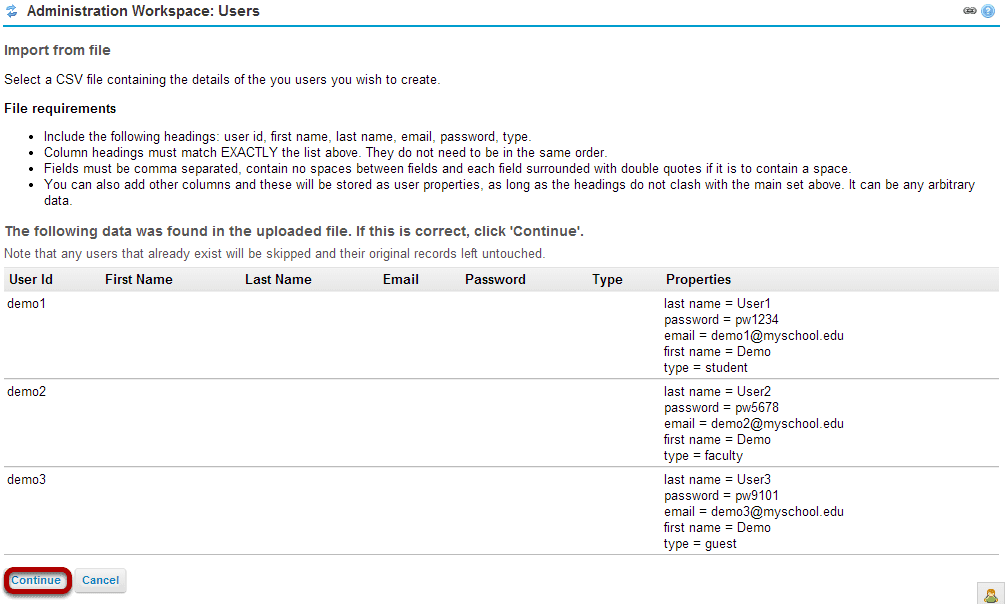 Administration Workspace: Users
Import from file
Select a CSV file containing the details of the you users you wish to create.
File requirements
Include the following headings: user id, first name, last name, email, password, type.
Column headings must match EXACTLY the list above. They do not need to be in the same order.
Fields must be comma separated, contain no spaces between fields and each field surrounded with double quotes if it is to contain a space.
You can also add other columns and these will be stored as user properties, as long as the headings do not clash with the main set above. It can be any arbitrary
data.
The following data was found in the uploaded file. If this is correct, click 'Continue'.
Note that any users that already exist will be skipped and their original records left untouched.
User Id First Name Last Name Email Password Type Properties
demo1 last name = User1
password = pw1234
email = demo1@myschool.edu
first name = Demo
type = student
demo2 last name = User2
password = pw5678
email = demo2@myschool.edu
first name = Demo
type = faculty
demo3 last name = User3
password = pw9101
email = demo3@myschool.edu
first name = Demo
type = guest
Continue Cancel